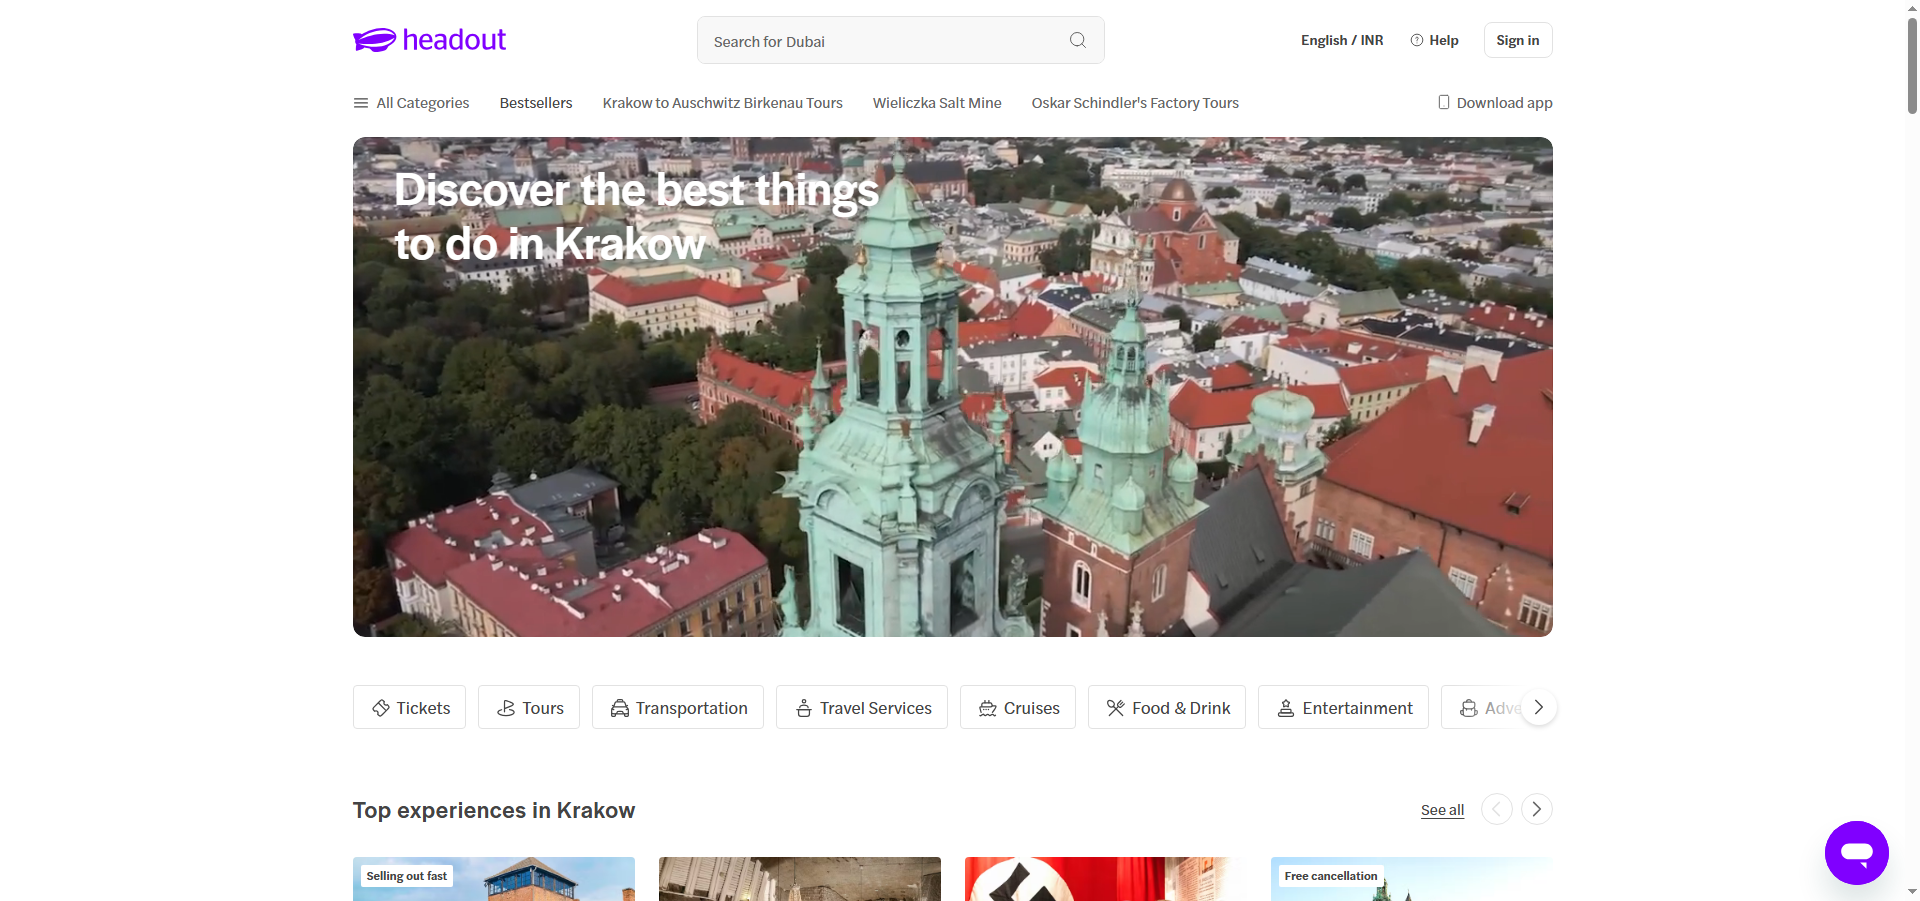 headout
Search for Dubai
English / INR
Help
Sign in
All Categories
Bestsellers
Krakow to Auschwitz Birkenau Tours
Wieliczka Salt Mine
Oskar Schindler's Factory Tours
Download app
Discover the best things
to do in Krakow
Tickets
Tours
Transportation
Travel Services
Cruises
Food & Drink
Entertainment
Adve
Top experiences in Krakow
See all
Selling out fast
Free cancellation